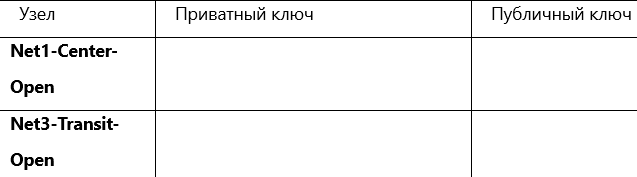 Узел Приватный ключ Публичный ключ
Net1-Center-
Open
Net3-Transit-
Open